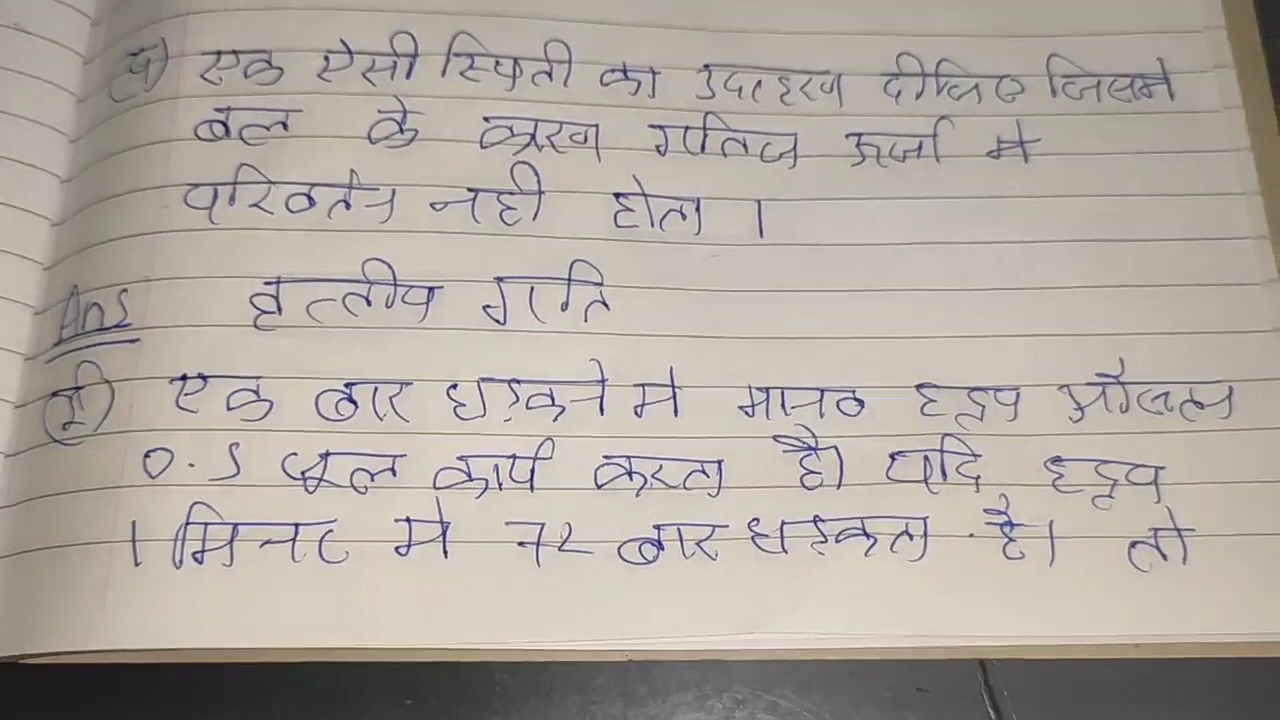 य) एक ऐसी स्थिती का उदाहरण दीजिए जिसमे
बल के कारण गतिज ऊर्जा मे
परिवर्तन नही होता ।
Ans वृत्तीय गति
र) एक बार धड़कने मे मानव हृदय औसतन
0.5 जूल कार्य करता है। यदि हृदय
1 मिनट मे 72 बार धड़कता है। तो